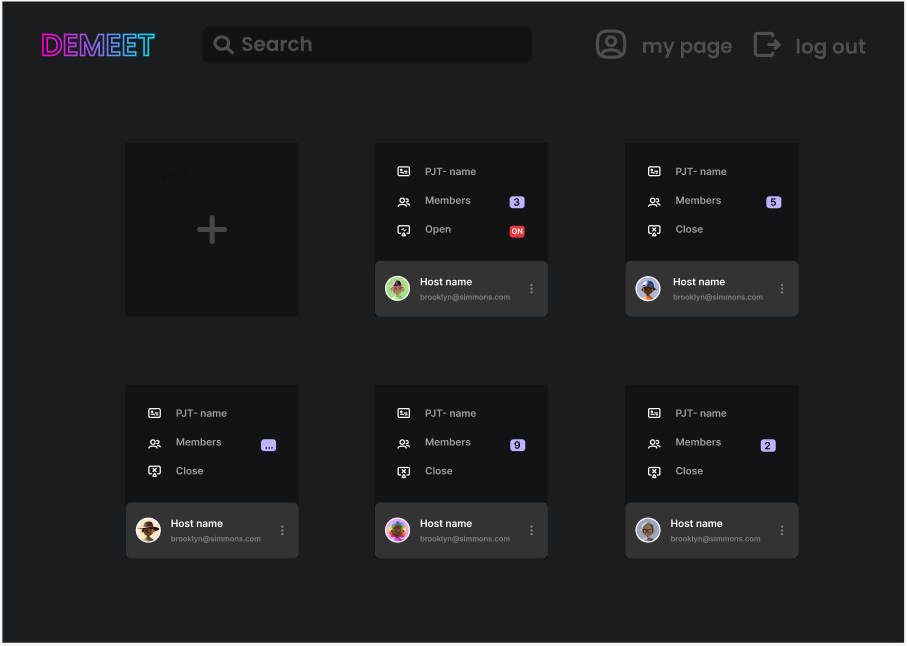 DEMEET
Search
my page
log out
PJT- name
Members 3
Open ON
Host name
brooklyn@simmons.com
PJT- name
Members 5
Close
Host name
brooklyn@simmons.com
PJT- name
Members ...
Close
Host name
brooklyn@simmons.com
PJT- name
Members 9
Close
Host name
brooklyn@simmons.com
PJT- name
Members 2
Close
Host name
brooklyn@simmons.com